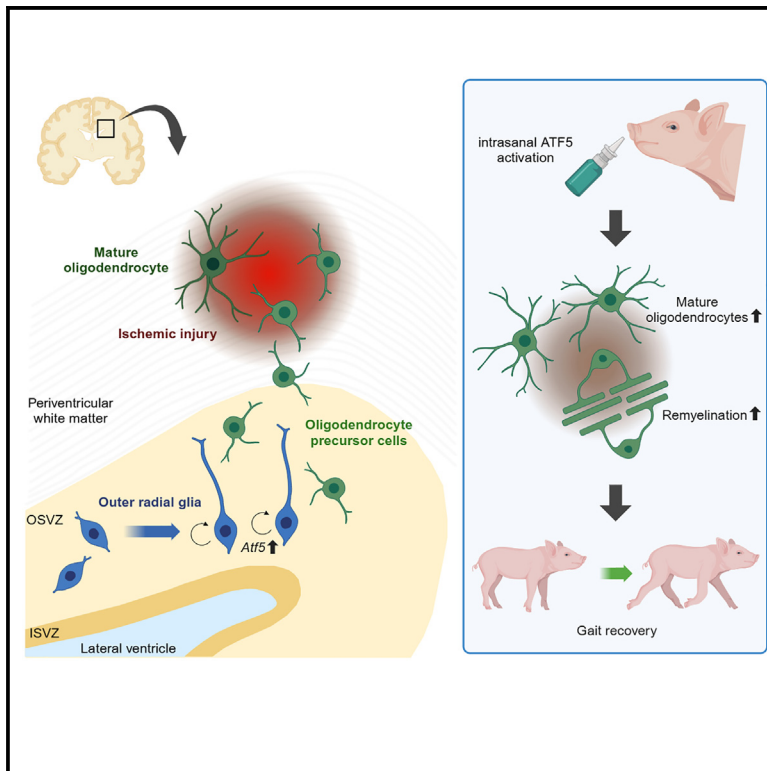 Mature
oligodendrocyte
Ischemic injury
Periventricular
white matter
Oligodendrocyte
precursor cells
Outer radial glia
OSVZ
Atf5
ISVZ
Lateral ventricle
intrasanal ATF5
activation
Mature
oligodendrocytes
Remyelination
Gait recovery